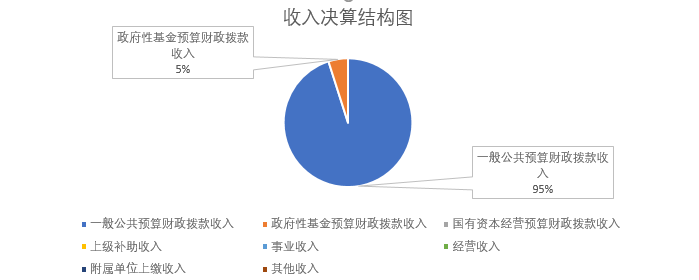 收入决算结构图
政府性基金预算财政拨款
收入
5%
一般公共预算财政拨款收
入
95%
一般公共预算财政拨款收入
政府性基金预算财政拨款收入
国有资本经营预算财政拨款收入
上级补助收入
事业收入
经营收入
附属单位上缴收入
其他收入